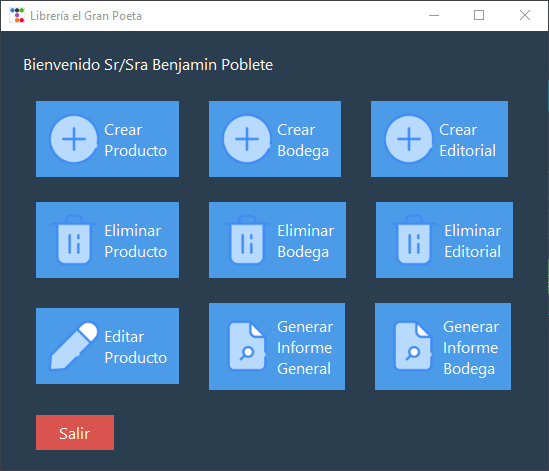 Librería el Gran Poeta
Bienvenido Sr/Sra Benjamin Poblete
Crear
Producto
Crear
Bodega
Crear
Editorial
Eliminar
Producto
Eliminar
Bodega
Eliminar
Editorial
Editar
Producto
Generar
Informe
General
Generar
Informe
Bodega
Salir